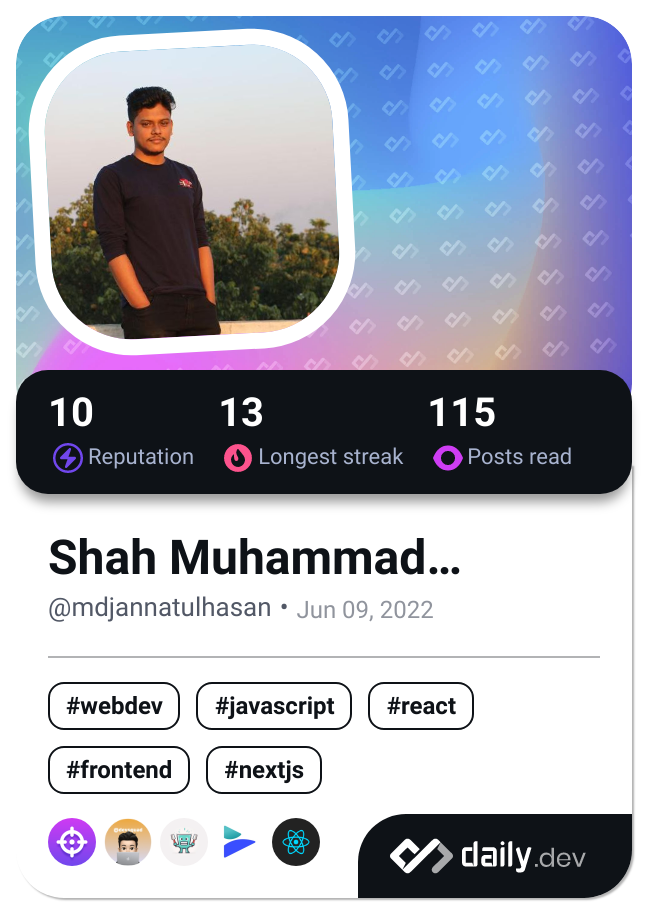 10 13 115
Reputation Longest streak Posts read
Shah Muhammad…
@mdjannatulhasan • Jun 09, 2022
#webdev #javascript #react
#frontend #nextjs
daily.dev